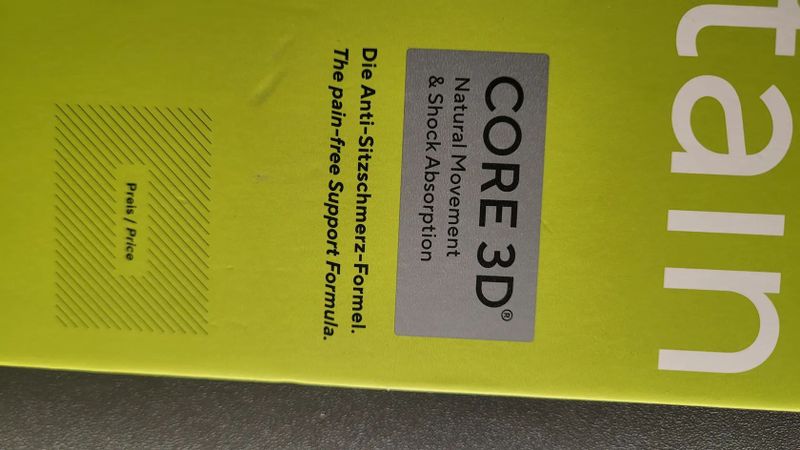 tain
CORE 3D®
Natural Movement
& Shock Absorption
Die Anti-Sitzschmerz-Formel.
The pain-free Support Formula.
Preis / Price